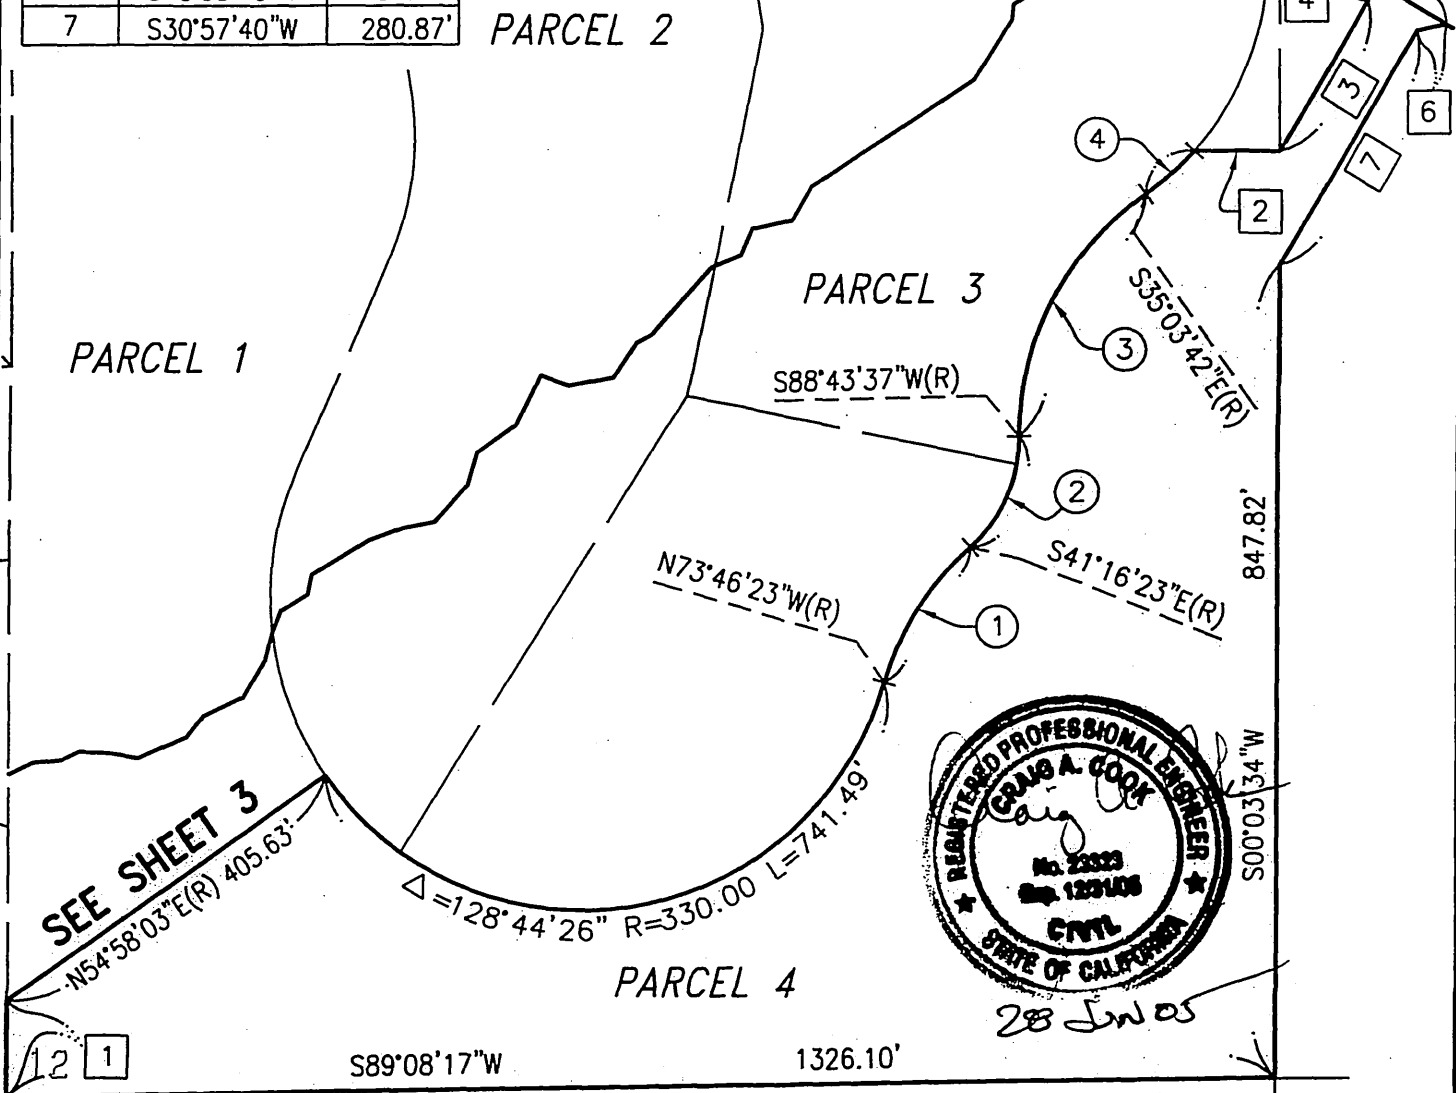 7 S30°57'40"W 280.87'
PARCEL 2
4
3
6
7
4
2
PARCEL 3
S35°03'42"E(R)
PARCEL 1
3
S88°43'37"W(R)
2
847.82'
N73°46'23"W(R)
S41°16'23"E(R)
1
REGISTERED PROFESSIONAL ENGINEER
CRAIG A. COOK
No. 23323
Exp. 12/31/05
CIVIL
STATE OF CALIFORNIA
S00°03'34"W
SEE SHEET 3
N54°58'03"E(R) 405.63'
Δ=128°44'26" R=330.00 L=741.49'
PARCEL 4
28 JUN 05
12
1
S89°08'17"W 1326.10'